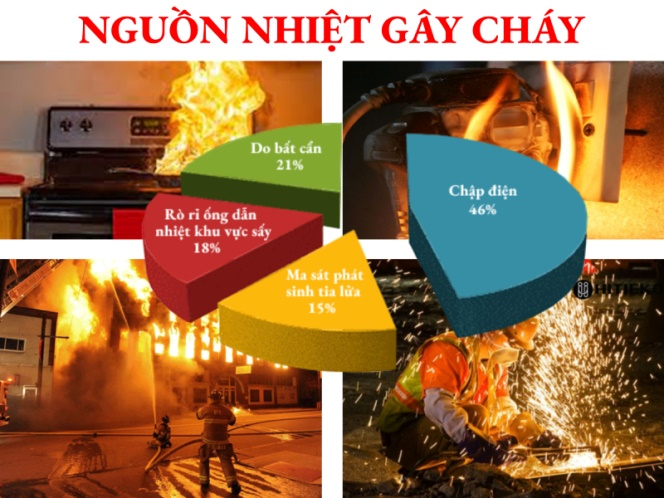 NGUỒN NHIỆT GÂY CHÁY
Do bất cẩn
21%
Chập điện
46%
Rò rỉ ống dẫn
nhiệt khu vực sấy
18%
Ma sát phát
sinh tia lửa
15%